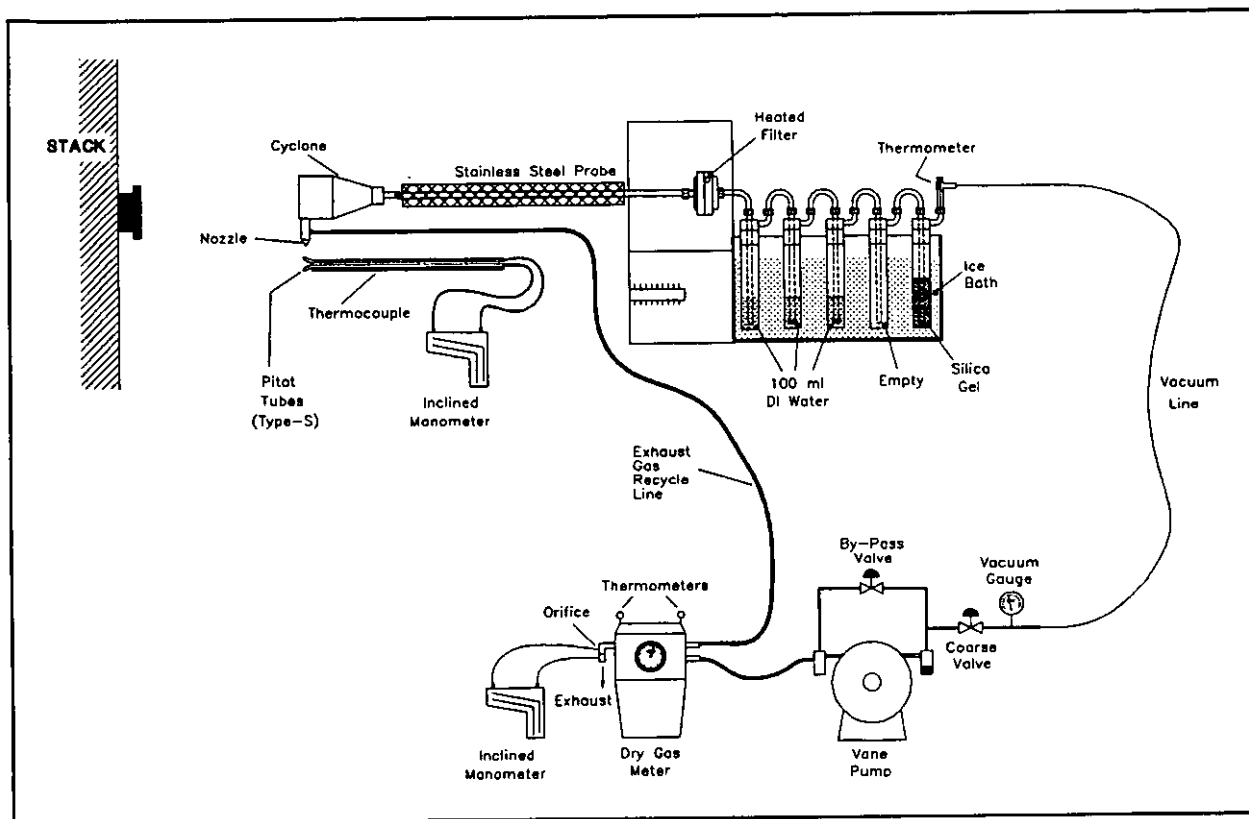 STACK
Cyclone
Stainless Steel Probe
Heated
Filter
Thermometer
Nozzle
Thermocouple
Pitot
Tubes
(Type-S)
Inclined
Manometer
100 ml
DI Water
Empty
Ice
Bath
Silica
Gel
Vacuum
Line
Exhaust
Gas
Recycle
Line
By-Pass
Valve
Vacuum
Gauge
Coarse
Valve
Thermometers
Orifice
Exhaust
Inclined
Manometer
Dry Gas
Meter
Vane
Pump